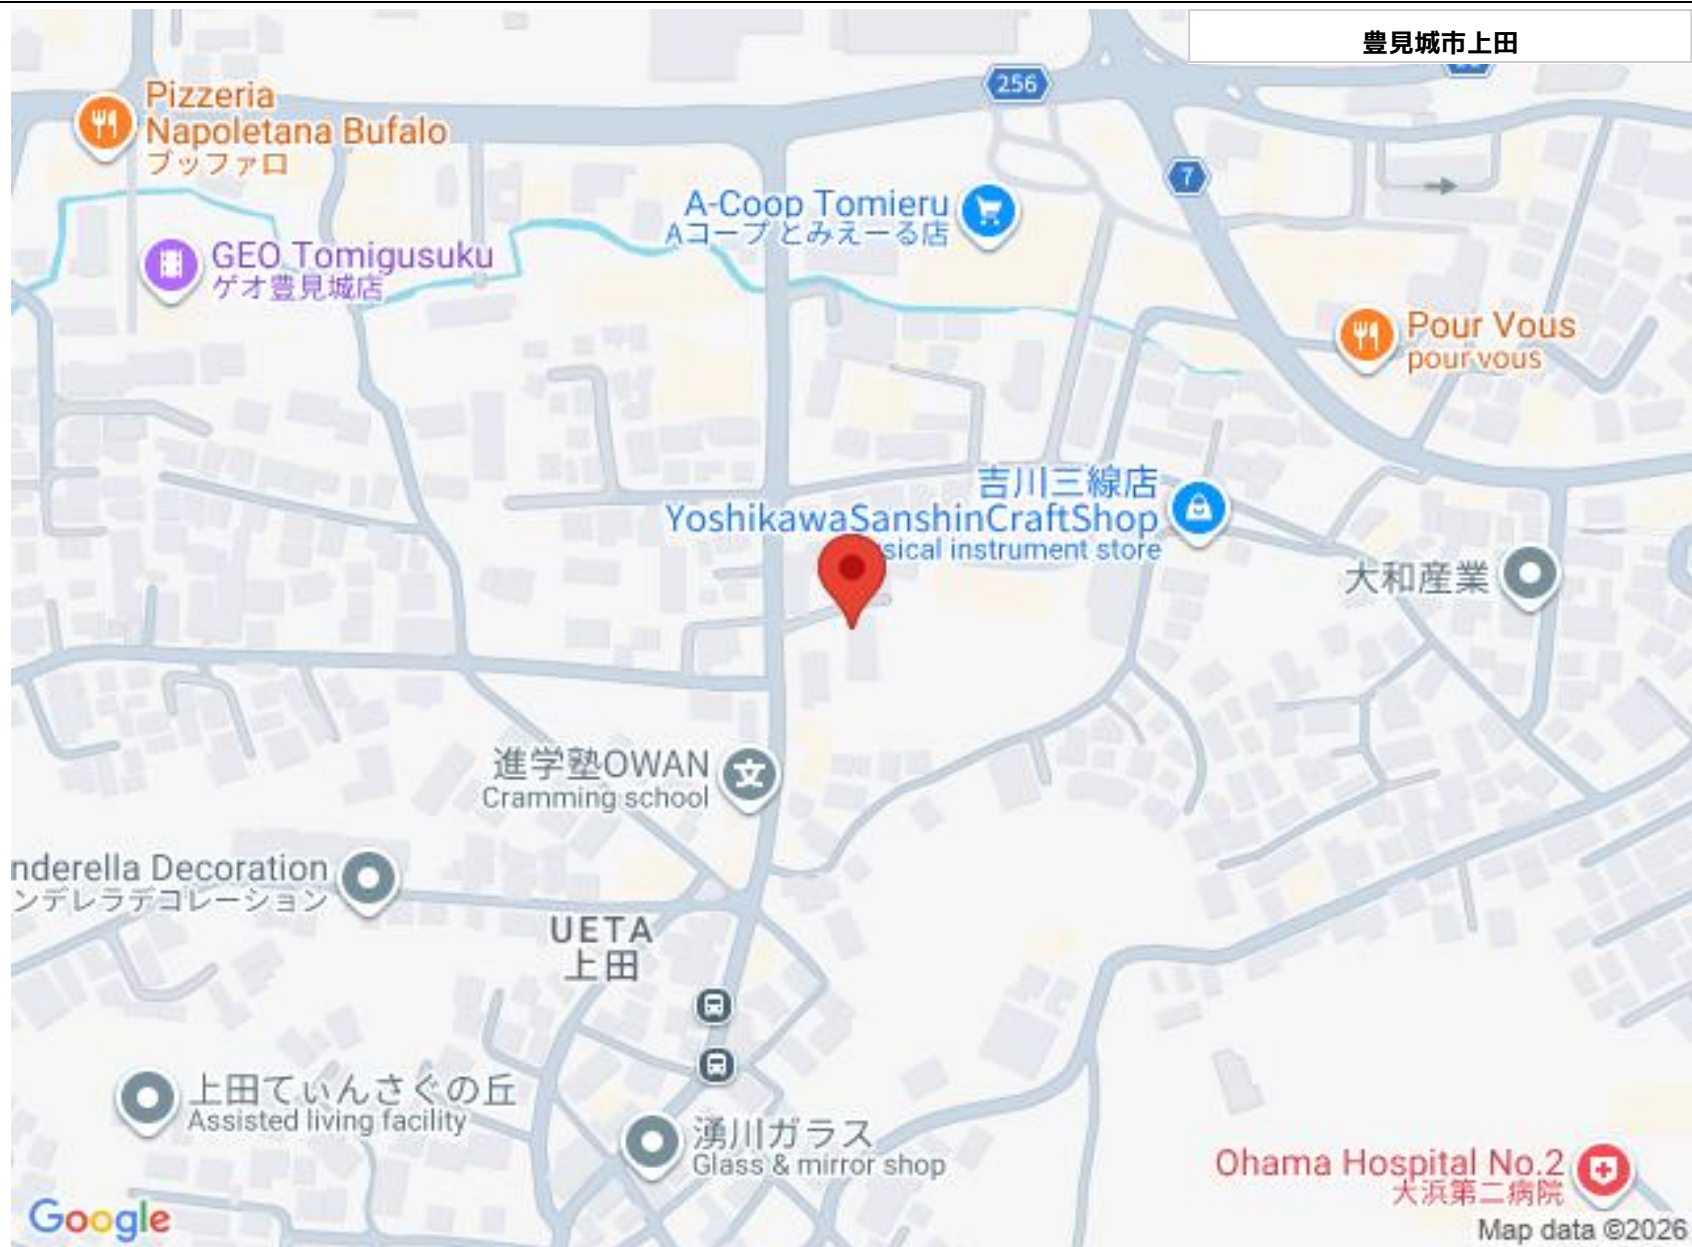 豊見城市上田
256
Pizzeria
Napoletana Bufalo
ブッファロ
7
A-Coop Tomieru
Aコープ とみえーる店
GEO Tomigusuku
ゲオ豊見城店
Pour Vous
pour vous
吉川三線店
YoshikawaSanshinCraftShop
sical instrument store
大和産業
進学塾OWAN
Cramming school
nderella Decoration
ンデレラデコレーション
UETA
上田
上田てぃんさぐの丘
Assisted living facility
湧川ガラス
Glass & mirror shop
Ohama Hospital No.2
大浜第二病院
Google
Map data ©2026